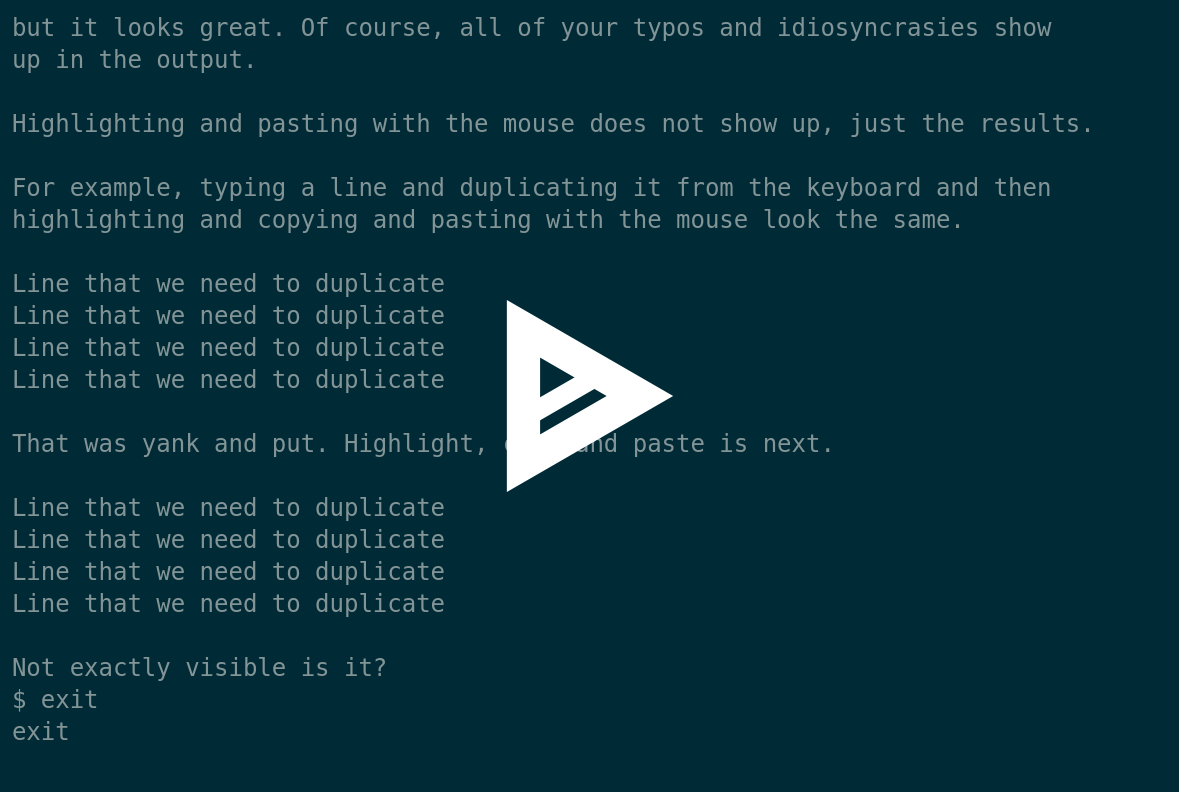 but it looks great. Of course, all of your typos and idiosyncrasies show
up in the output.
Highlighting and pasting with the mouse does not show up, just the results.
For example, typing a line and duplicating it from the keyboard and then
highlighting and copying and pasting with the mouse look the same.
Line that we need to duplicate
Line that we need to duplicate
Line that we need to duplicate
Line that we need to duplicate
That was yank and put. Highlight, and paste is next.
Line that we need to duplicate
Line that we need to duplicate
Line that we need to duplicate
Line that we need to duplicate
Not exactly visible is it?
$ exit
exit